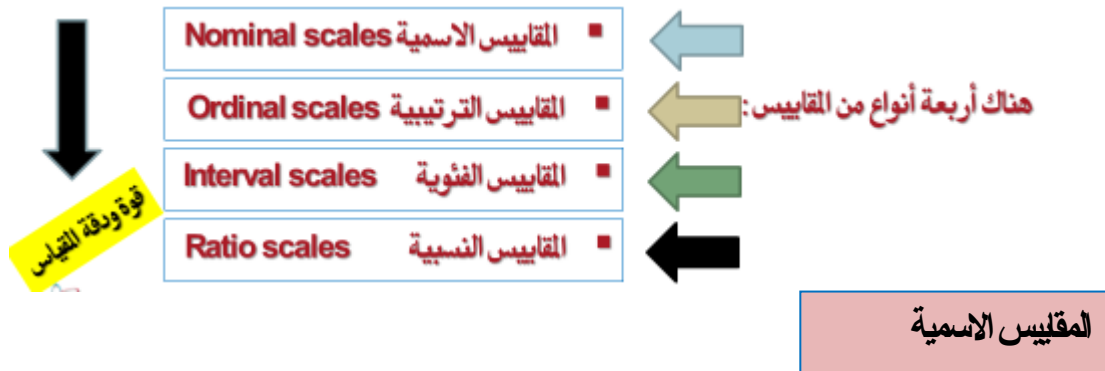 هناك أربعة أنواع من المقاييس:
▪ المقاييس الاسمية Nominal scales
▪ المقاييس الترتيبية Ordinal scales
▪ المقاييس الفئوية Interval scales
▪ المقاييس النسبية Ratio scales
قوة ودقة المقياس
المقاييس الاسمية